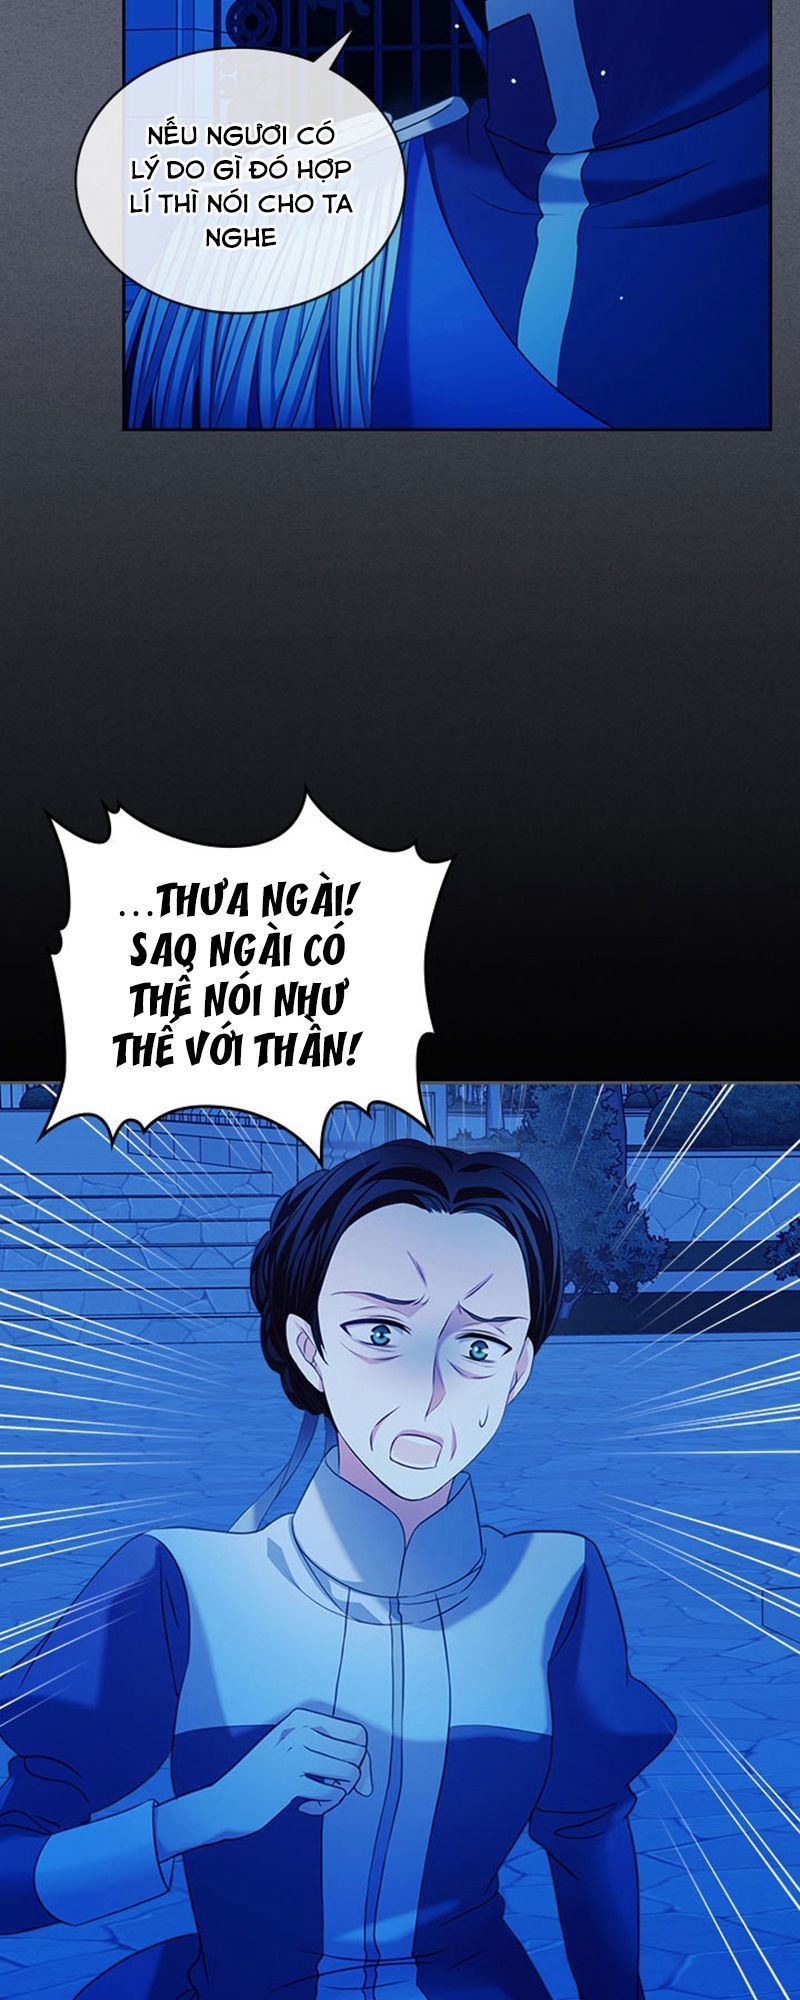 NẾU NGƯƠI CÓ
LÝ DO GÌ ĐÓ HỢP
LÍ THÌ NÓI CHO TA
NGHE
...THƯA NGÀI!
SAO NGÀI CÓ
THỂ NÓI NHƯ
THẾ VỚI THẦN!